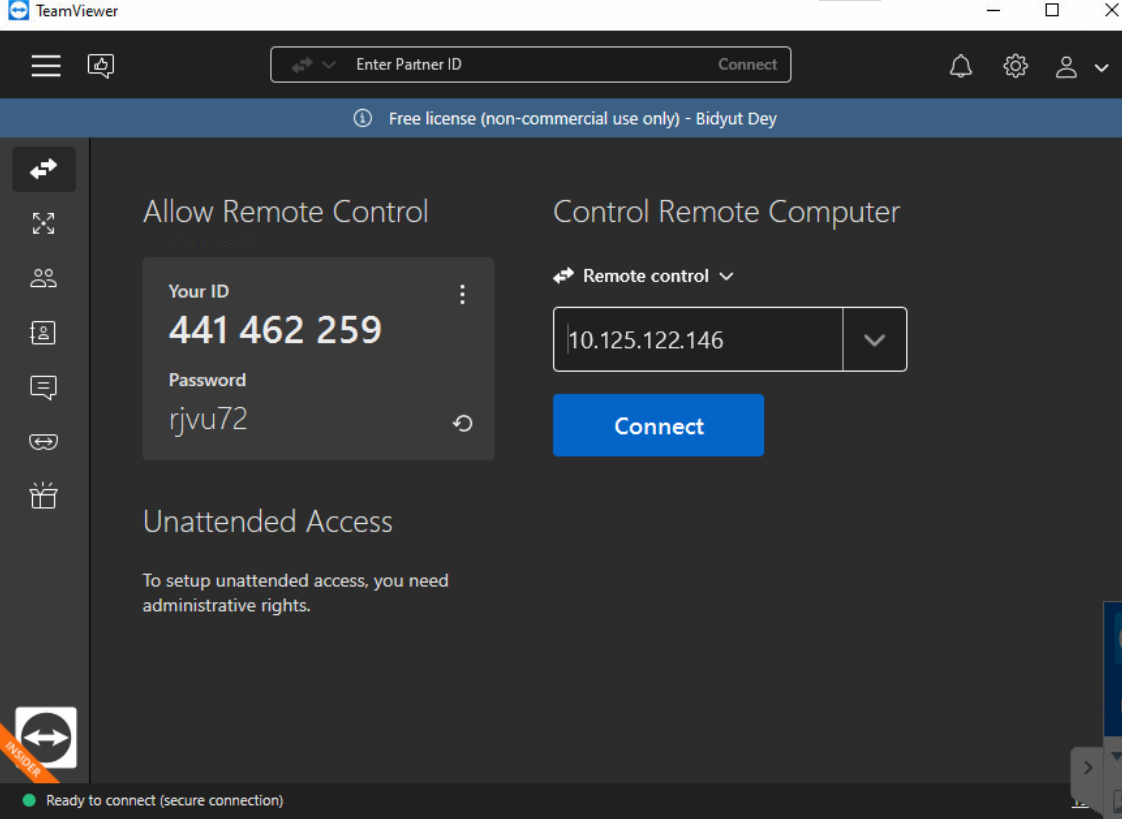 TeamViewer
Enter Partner ID
Connect
Free license (non-commercial use only) - Bidyut Dey
Allow Remote Control
Your ID
441 462 259
Password
rjvu72
Unattended Access
To setup unattended access, you need
administrative rights.
Control Remote Computer
Remote control
10.125.122.146
Connect
INSIDER
Ready to connect (secure connection)